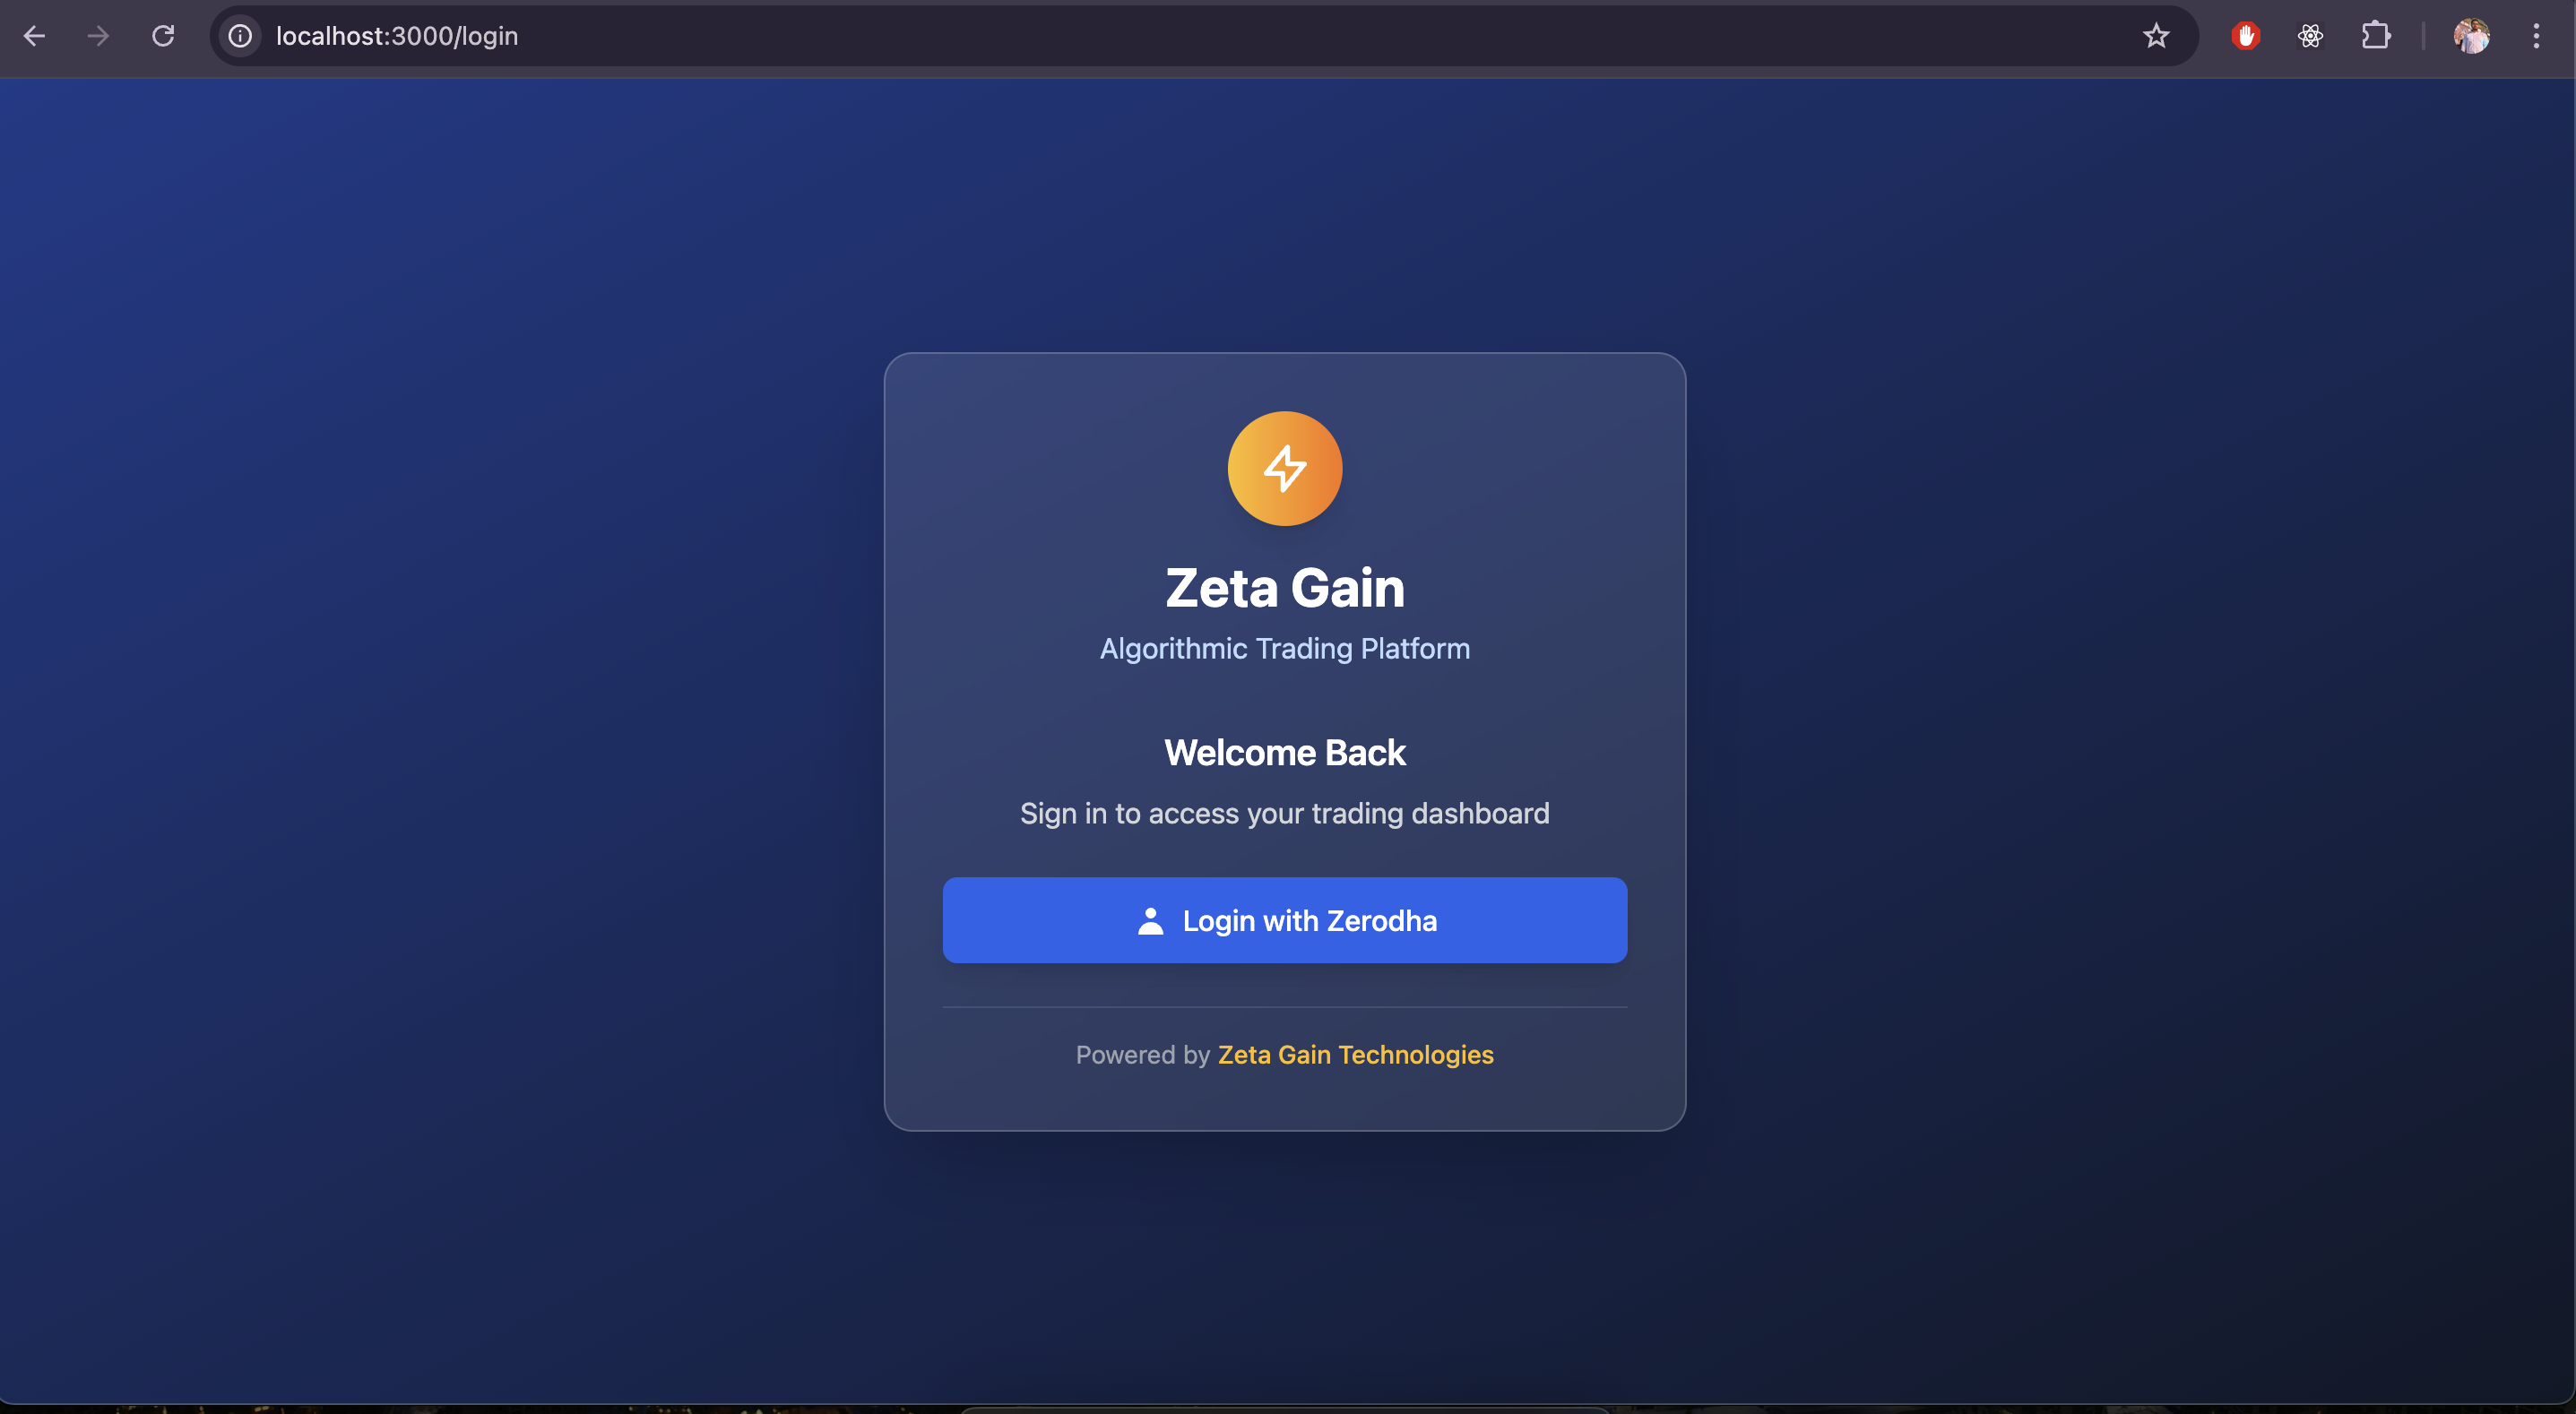 localhost:3000/login
Zeta Gain
Algorithmic Trading Platform
Welcome Back
Sign in to access your trading dashboard
Login with Zerodha
Powered by Zeta Gain Technologies